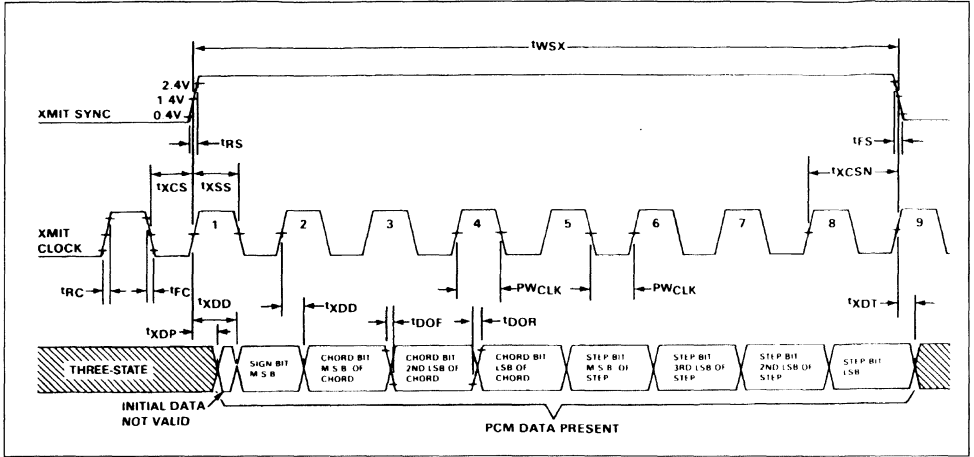 tWSX
2.4V
1 4V
0.4V
XMIT SYNC
tRS
tFS
tXCS
tXSS
tXCSN
XMIT
CLOCK
1
2
3
4
5
6
7
8
9
tRC
tFC
tXDD
tXDD
PWCLK
PWCLK
tXDT
tXDP
tDOF
tDOR
THREE-STATE
SIGN BIT
M S B
CHORD BIT
M S B OF
CHORD
CHORD BIT
2ND LSB OF
CHORD
CHORD BIT
LSB OF
CHORD
STEP BIT
M S B OF
STEP
STEP BIT
3RD LSB OF
STEP
STEP BIT
2ND LSB OF
STEP
STEP BIT
LSB
INITIAL DATA
NOT VALID
PCM DATA PRESENT